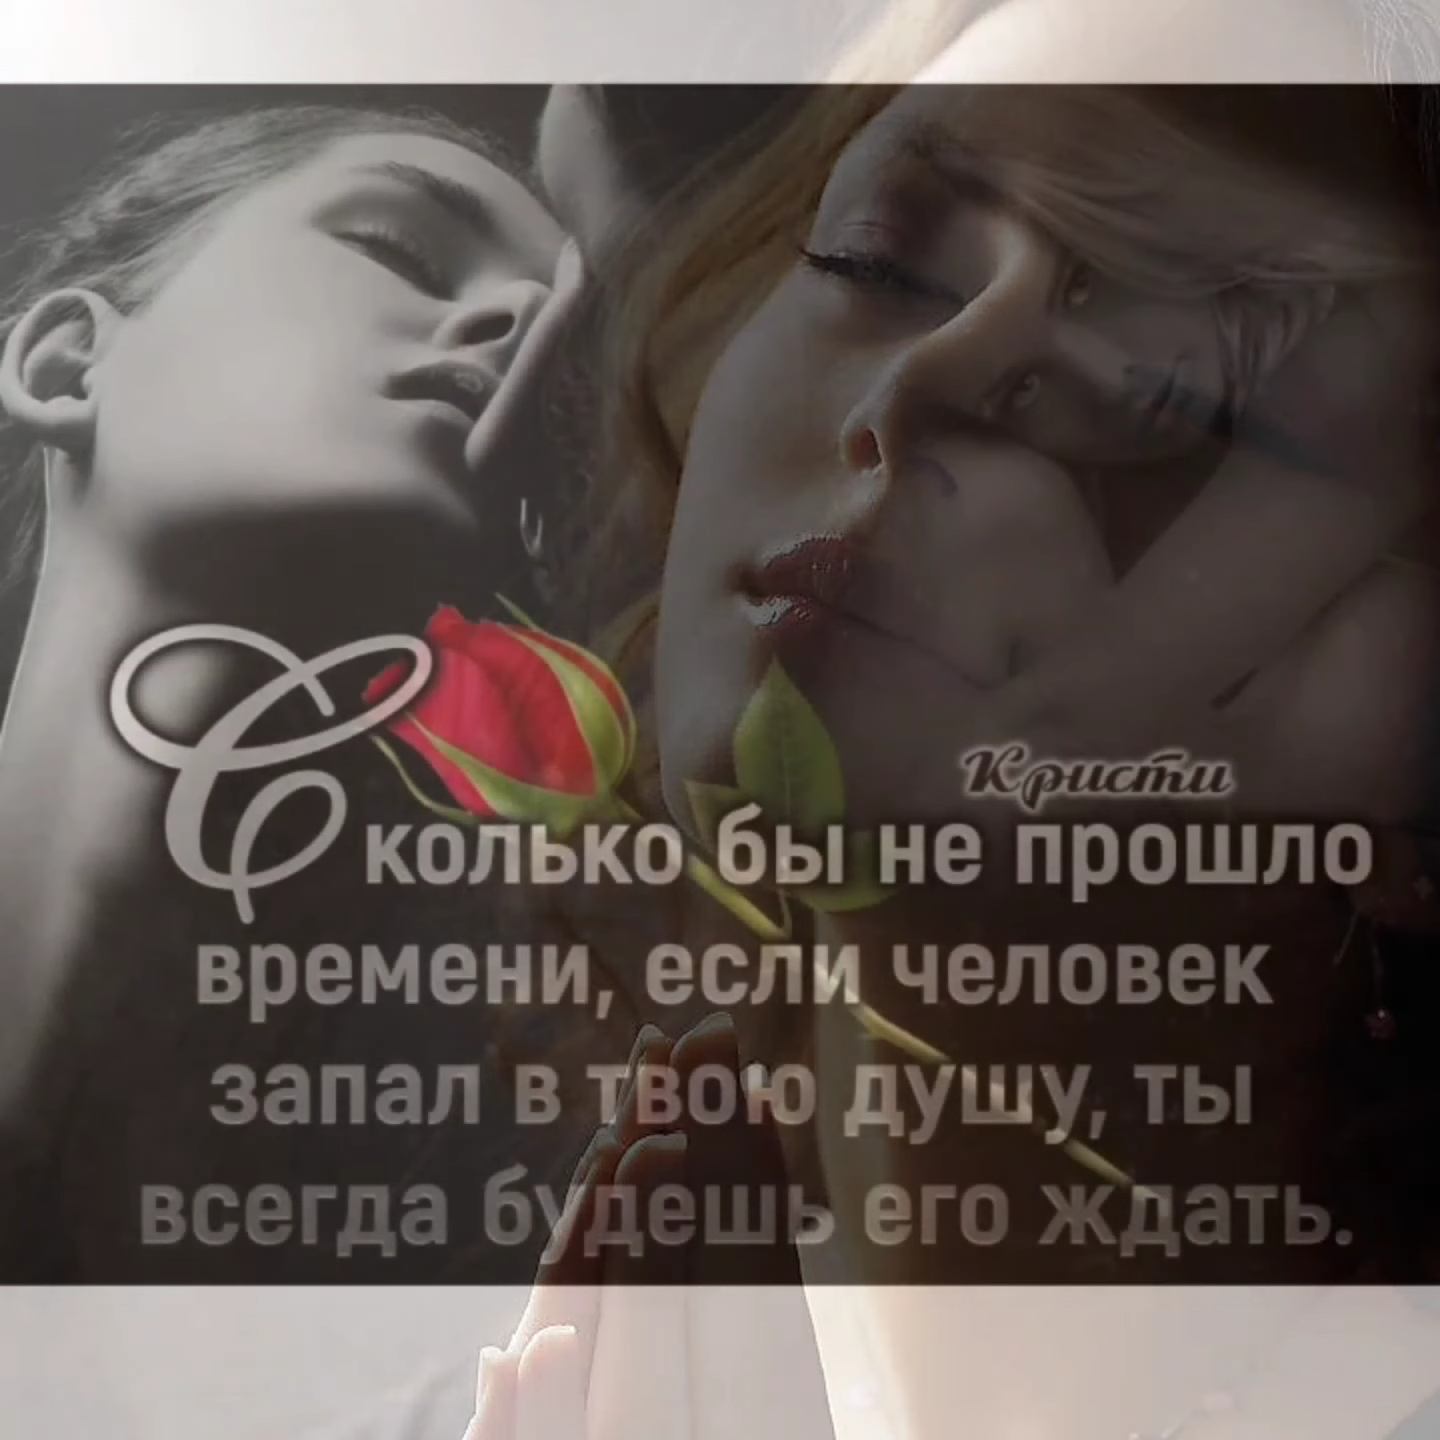 Кристи
Сколько бы не прошло
времени, если человек
запал в твою душу, ты
всегда будешь его ждать.